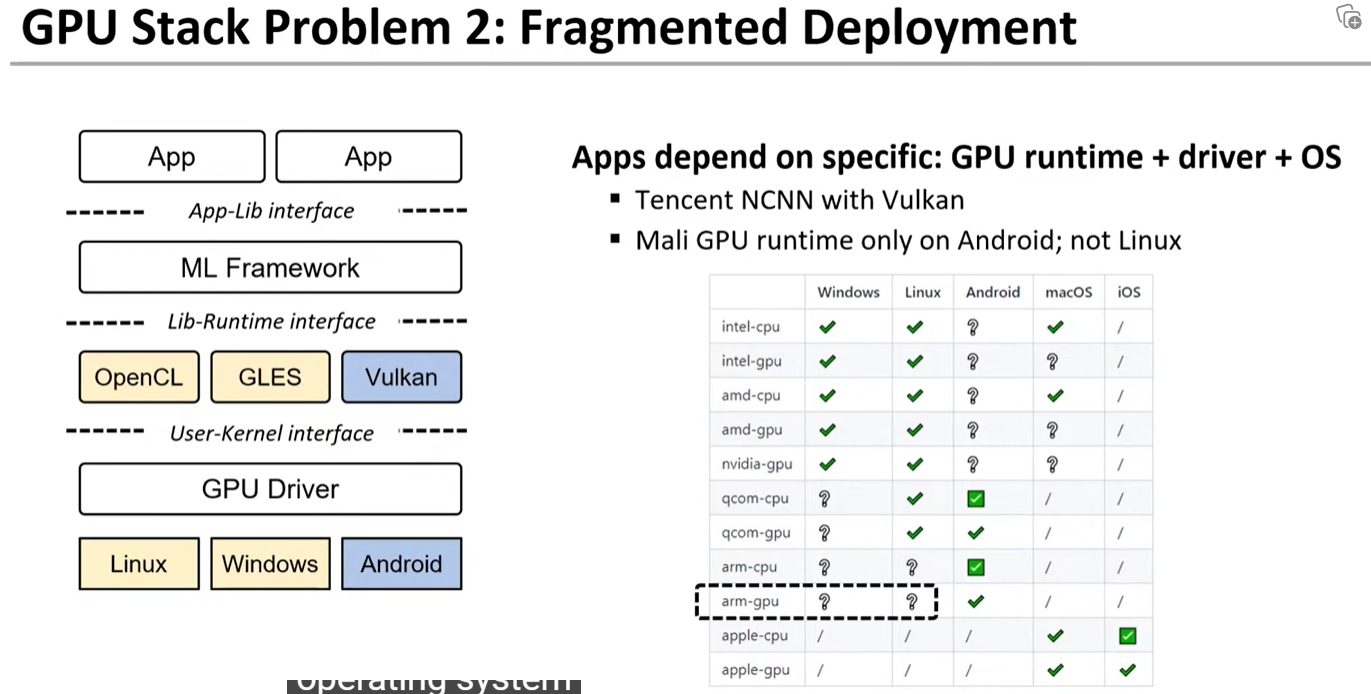 GPU Stack Problem 2: Fragmented Deployment
App App
App-Lib interface
ML Framework
Lib-Runtime interface
OpenCL GLES Vulkan
User-Kernel interface
GPU Driver
Linux Windows Android
Apps depend on specific: GPU runtime + driver + OS
▪ Tencent NCNN with Vulkan
▪ Mali GPU runtime only on Android; not Linux
Windows Linux Android macOS iOS
intel-cpu ✔ ✔ ? ✔ /
intel-gpu ✔ ✔ ? ? /
amd-cpu ✔ ✔ ? ✔ /
amd-gpu ✔ ✔ ? ? /
nvidia-gpu ✔ ✔ ? ? /
qcom-cpu ? ✔ ✅ / /
qcom-gpu ? ✔ ✔ / /
arm-cpu ? ? ✅ / /
arm-gpu ? ? ✔ / /
apple-cpu / / / ✔ ✅
apple-gpu / / / ✔ ✔
operating system